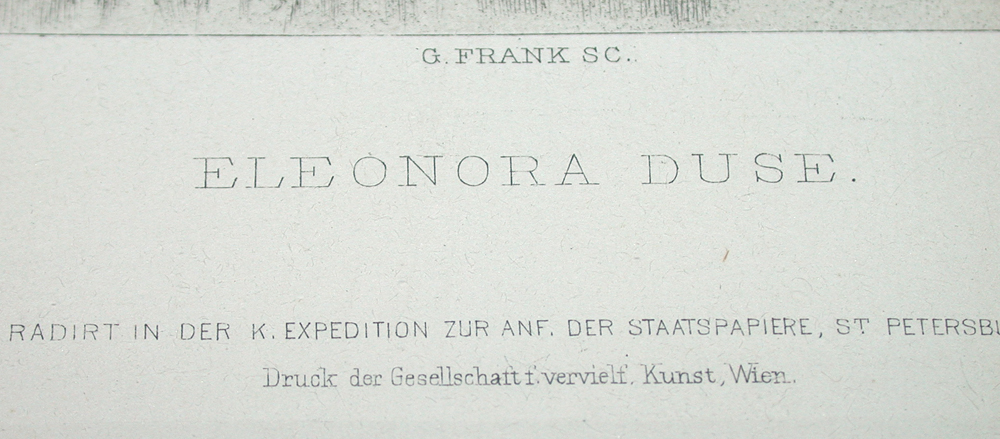 G. FRANK SC.
ELEONORA DUSE.
RADIRT IN DER K. EXPEDITION ZUR ANF. DER STAATSPAPIERE, ST PETERSBU
Druck der Gesellschaft f. vervielf. Kunst, Wien.